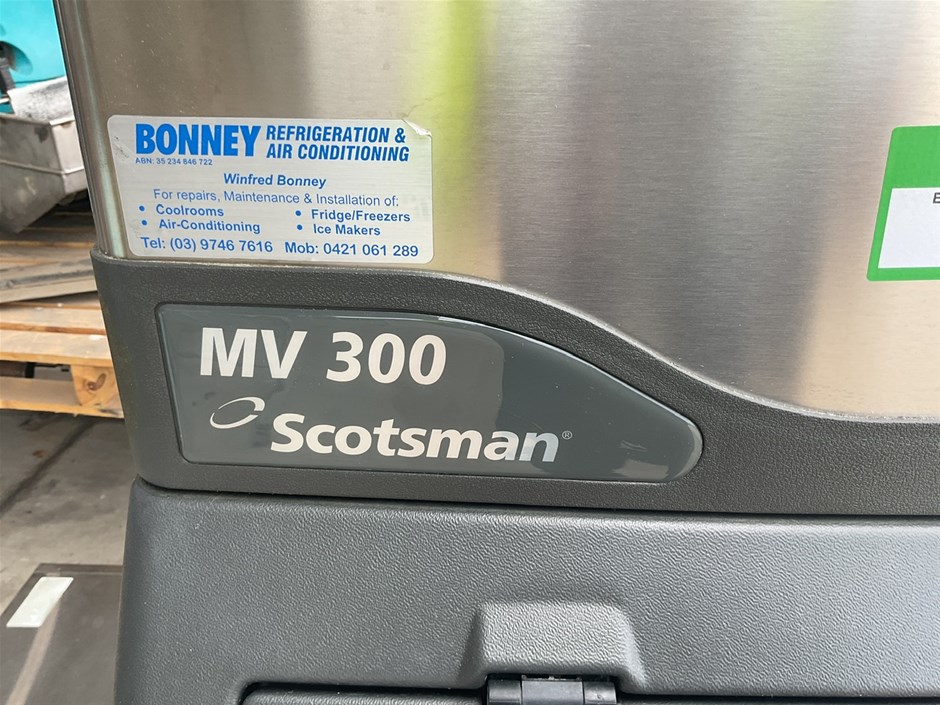 BONNEY REFRIGERATION &
AIR CONDITIONING
ABN: 35 234 846 722
Winfred Bonney
For repairs, Maintenance & Installation of:
• Coolrooms • Fridge/Freezers
• Air-Conditioning • Ice Makers
Tel: (03) 9746 7616 Mob: 0421 061 289
MV 300
Scotsman®